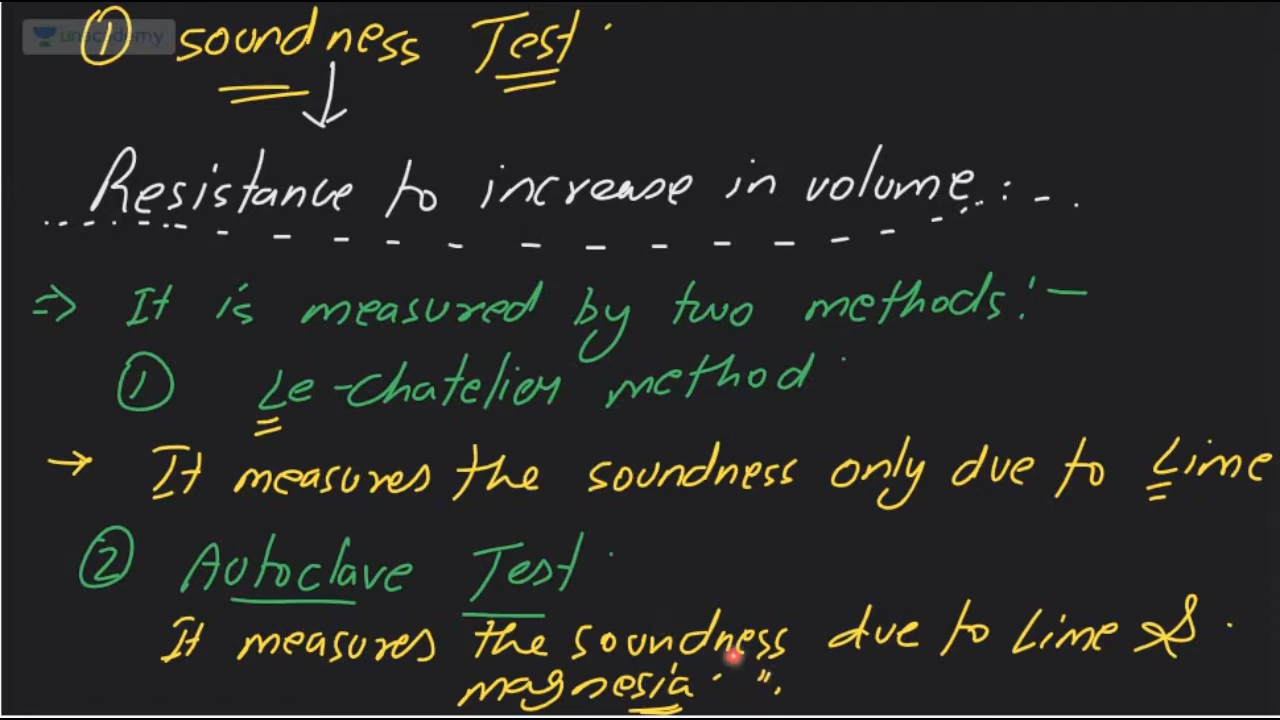 ① soundness Test
unacademy
Resistance to increase in volume
⇒ It is measured by two methods:-
① Le-chatelier method
→ It measures the soundness only due to Lime
② Autoclave Test
It measures the soundness due to Lime &
magnesia